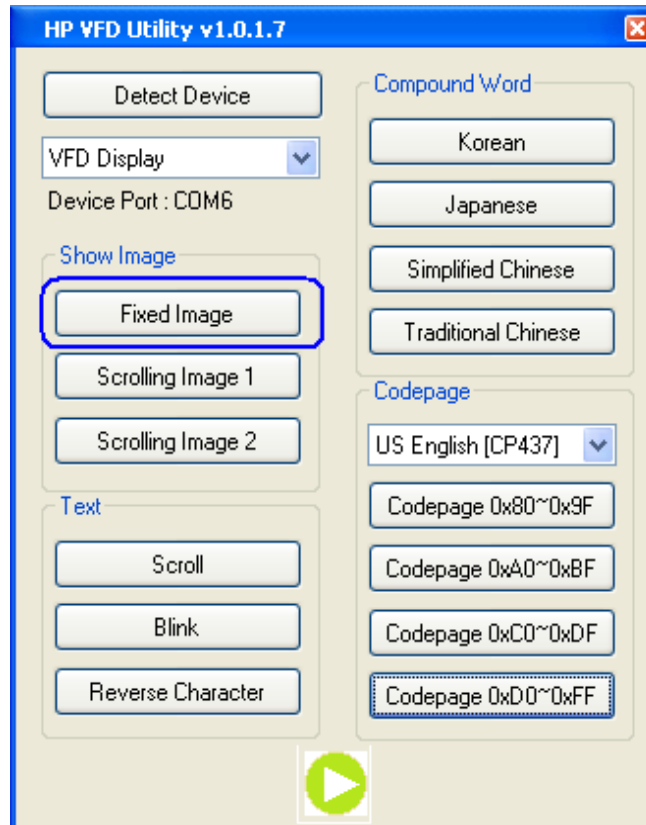 HP VFD Utility v1.0.1.7
Detect Device
VFD Display
Device Port : COM6
Show Image
Fixed Image
Scrolling Image 1
Scrolling Image 2
Text
Scroll
Blink
Reverse Character
Compound Word
Korean
Japanese
Simplified Chinese
Traditional Chinese
Codepage
US English [CP437]
Codepage 0x80~0x9F
Codepage 0xA0~0xBF
Codepage 0xC0~0xDF
Codepage 0xD0~0xFF